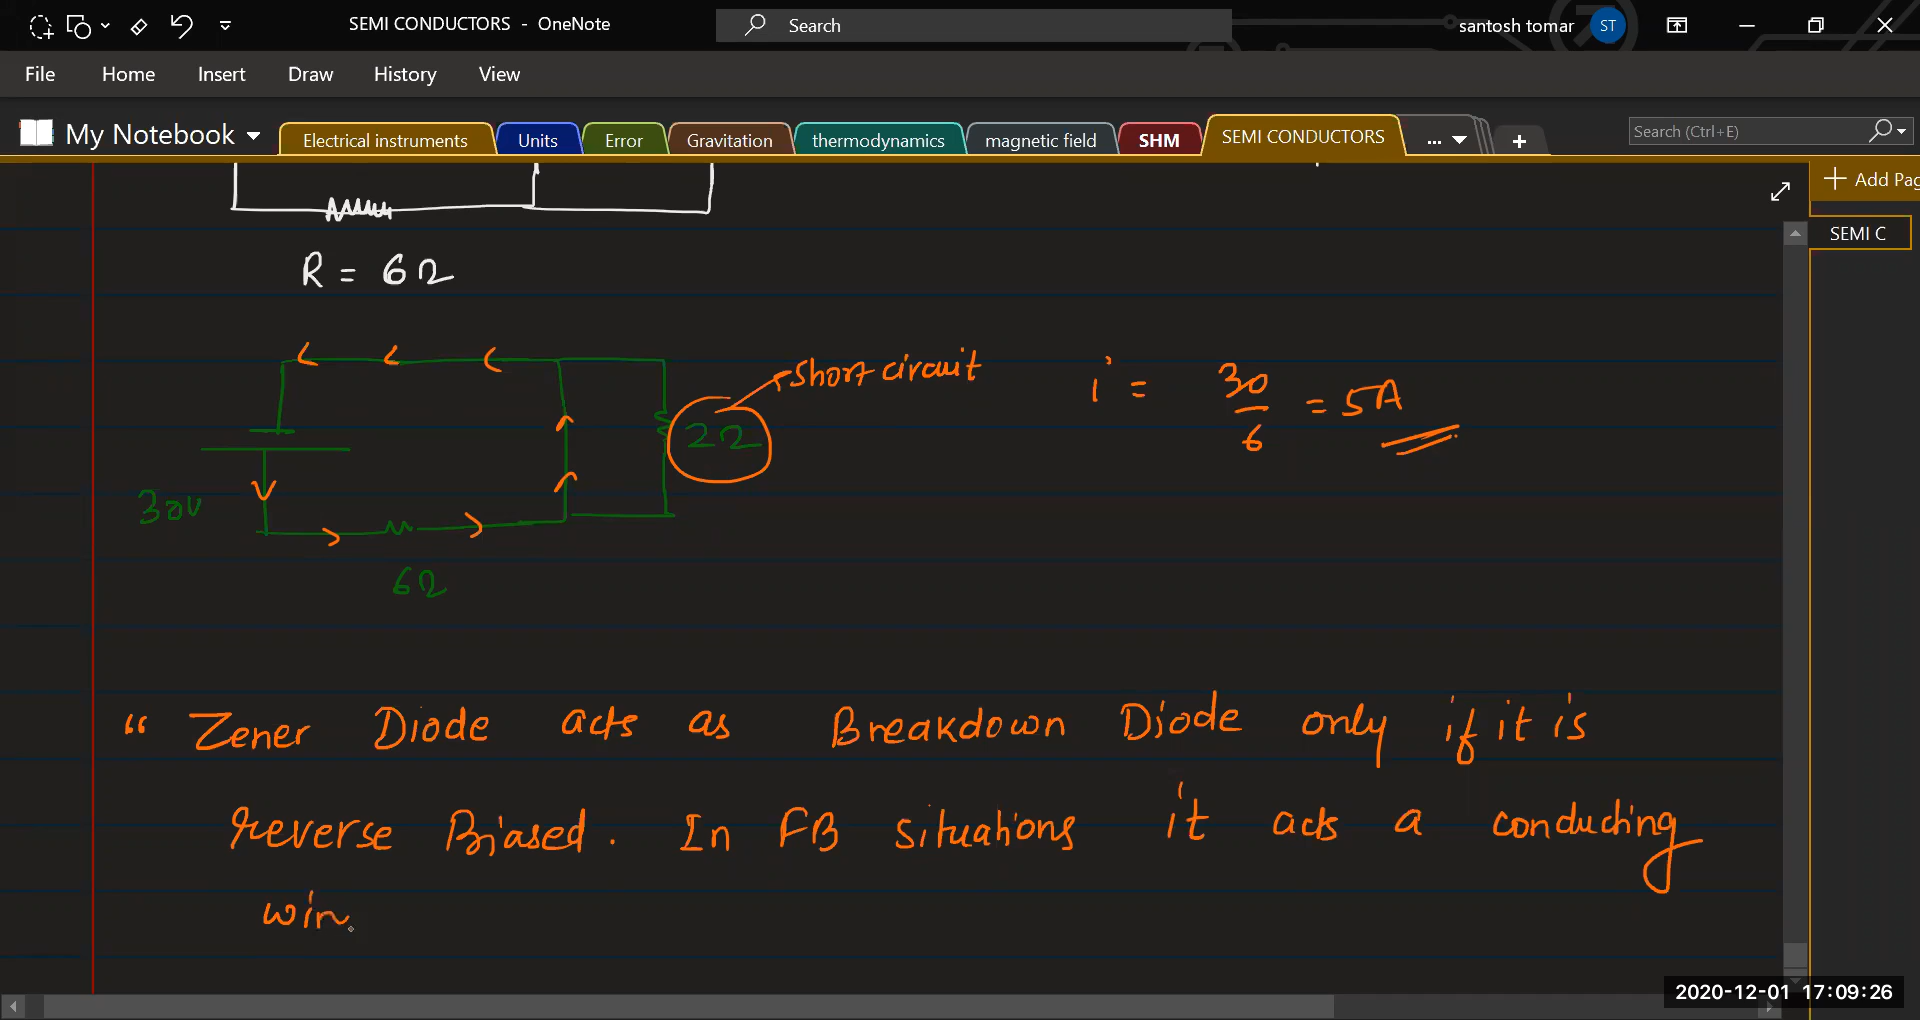 SEMI CONDUCTORS - OneNote
Search
santosh tomar
ST
File Home Insert Draw History View
My Notebook
Electrical instruments
Units
Error
Gravitation
thermodynamics
magnetic field
SHM
SEMI CONDUCTORS
...
+
Search (Ctrl+E)
+ Add Pag
SEMI C
R = 6Ω
short circuit
i = 30/6 = 5A
2Ω
30V
6Ω
" Zener Diode acts as Breakdown Diode only if it is
reverse Biased. In FB situations it acts a conducting
win
2020-12-01 17:09:26